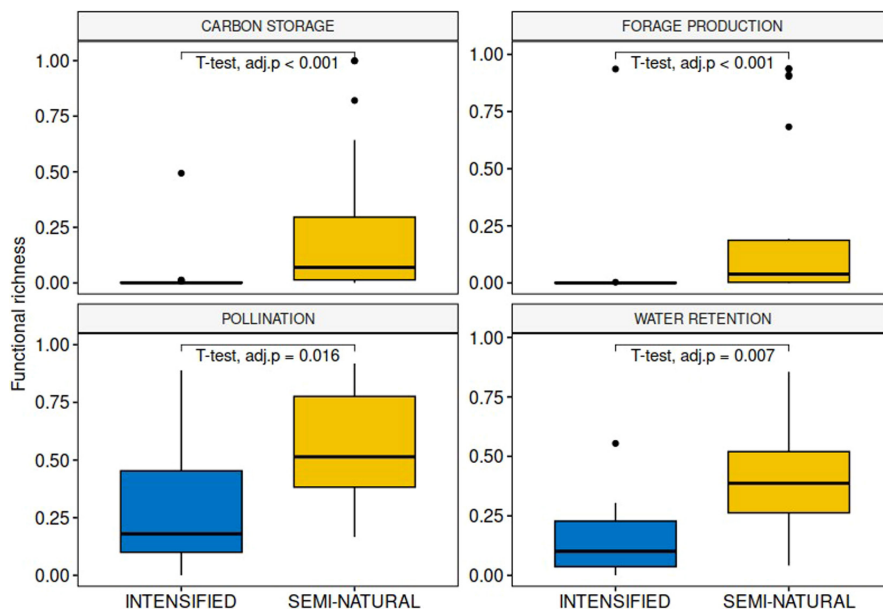 CARBON STORAGE
FORAGE PRODUCTION
T-test, adj.p < 0.001
T-test, adj.p < 0.001
1.00
0.75
0.50
0.25
0.00
1.00
0.75
0.50
0.25
0.00
Functional richness
POLLINATION
WATER RETENTION
T-test, adj.p = 0.016
T-test, adj.p = 0.007
1.00
0.75
0.50
0.25
0.00
1.00
0.75
0.50
0.25
0.00
INTENSIFIED SEMI-NATURAL
INTENSIFIED SEMI-NATURAL